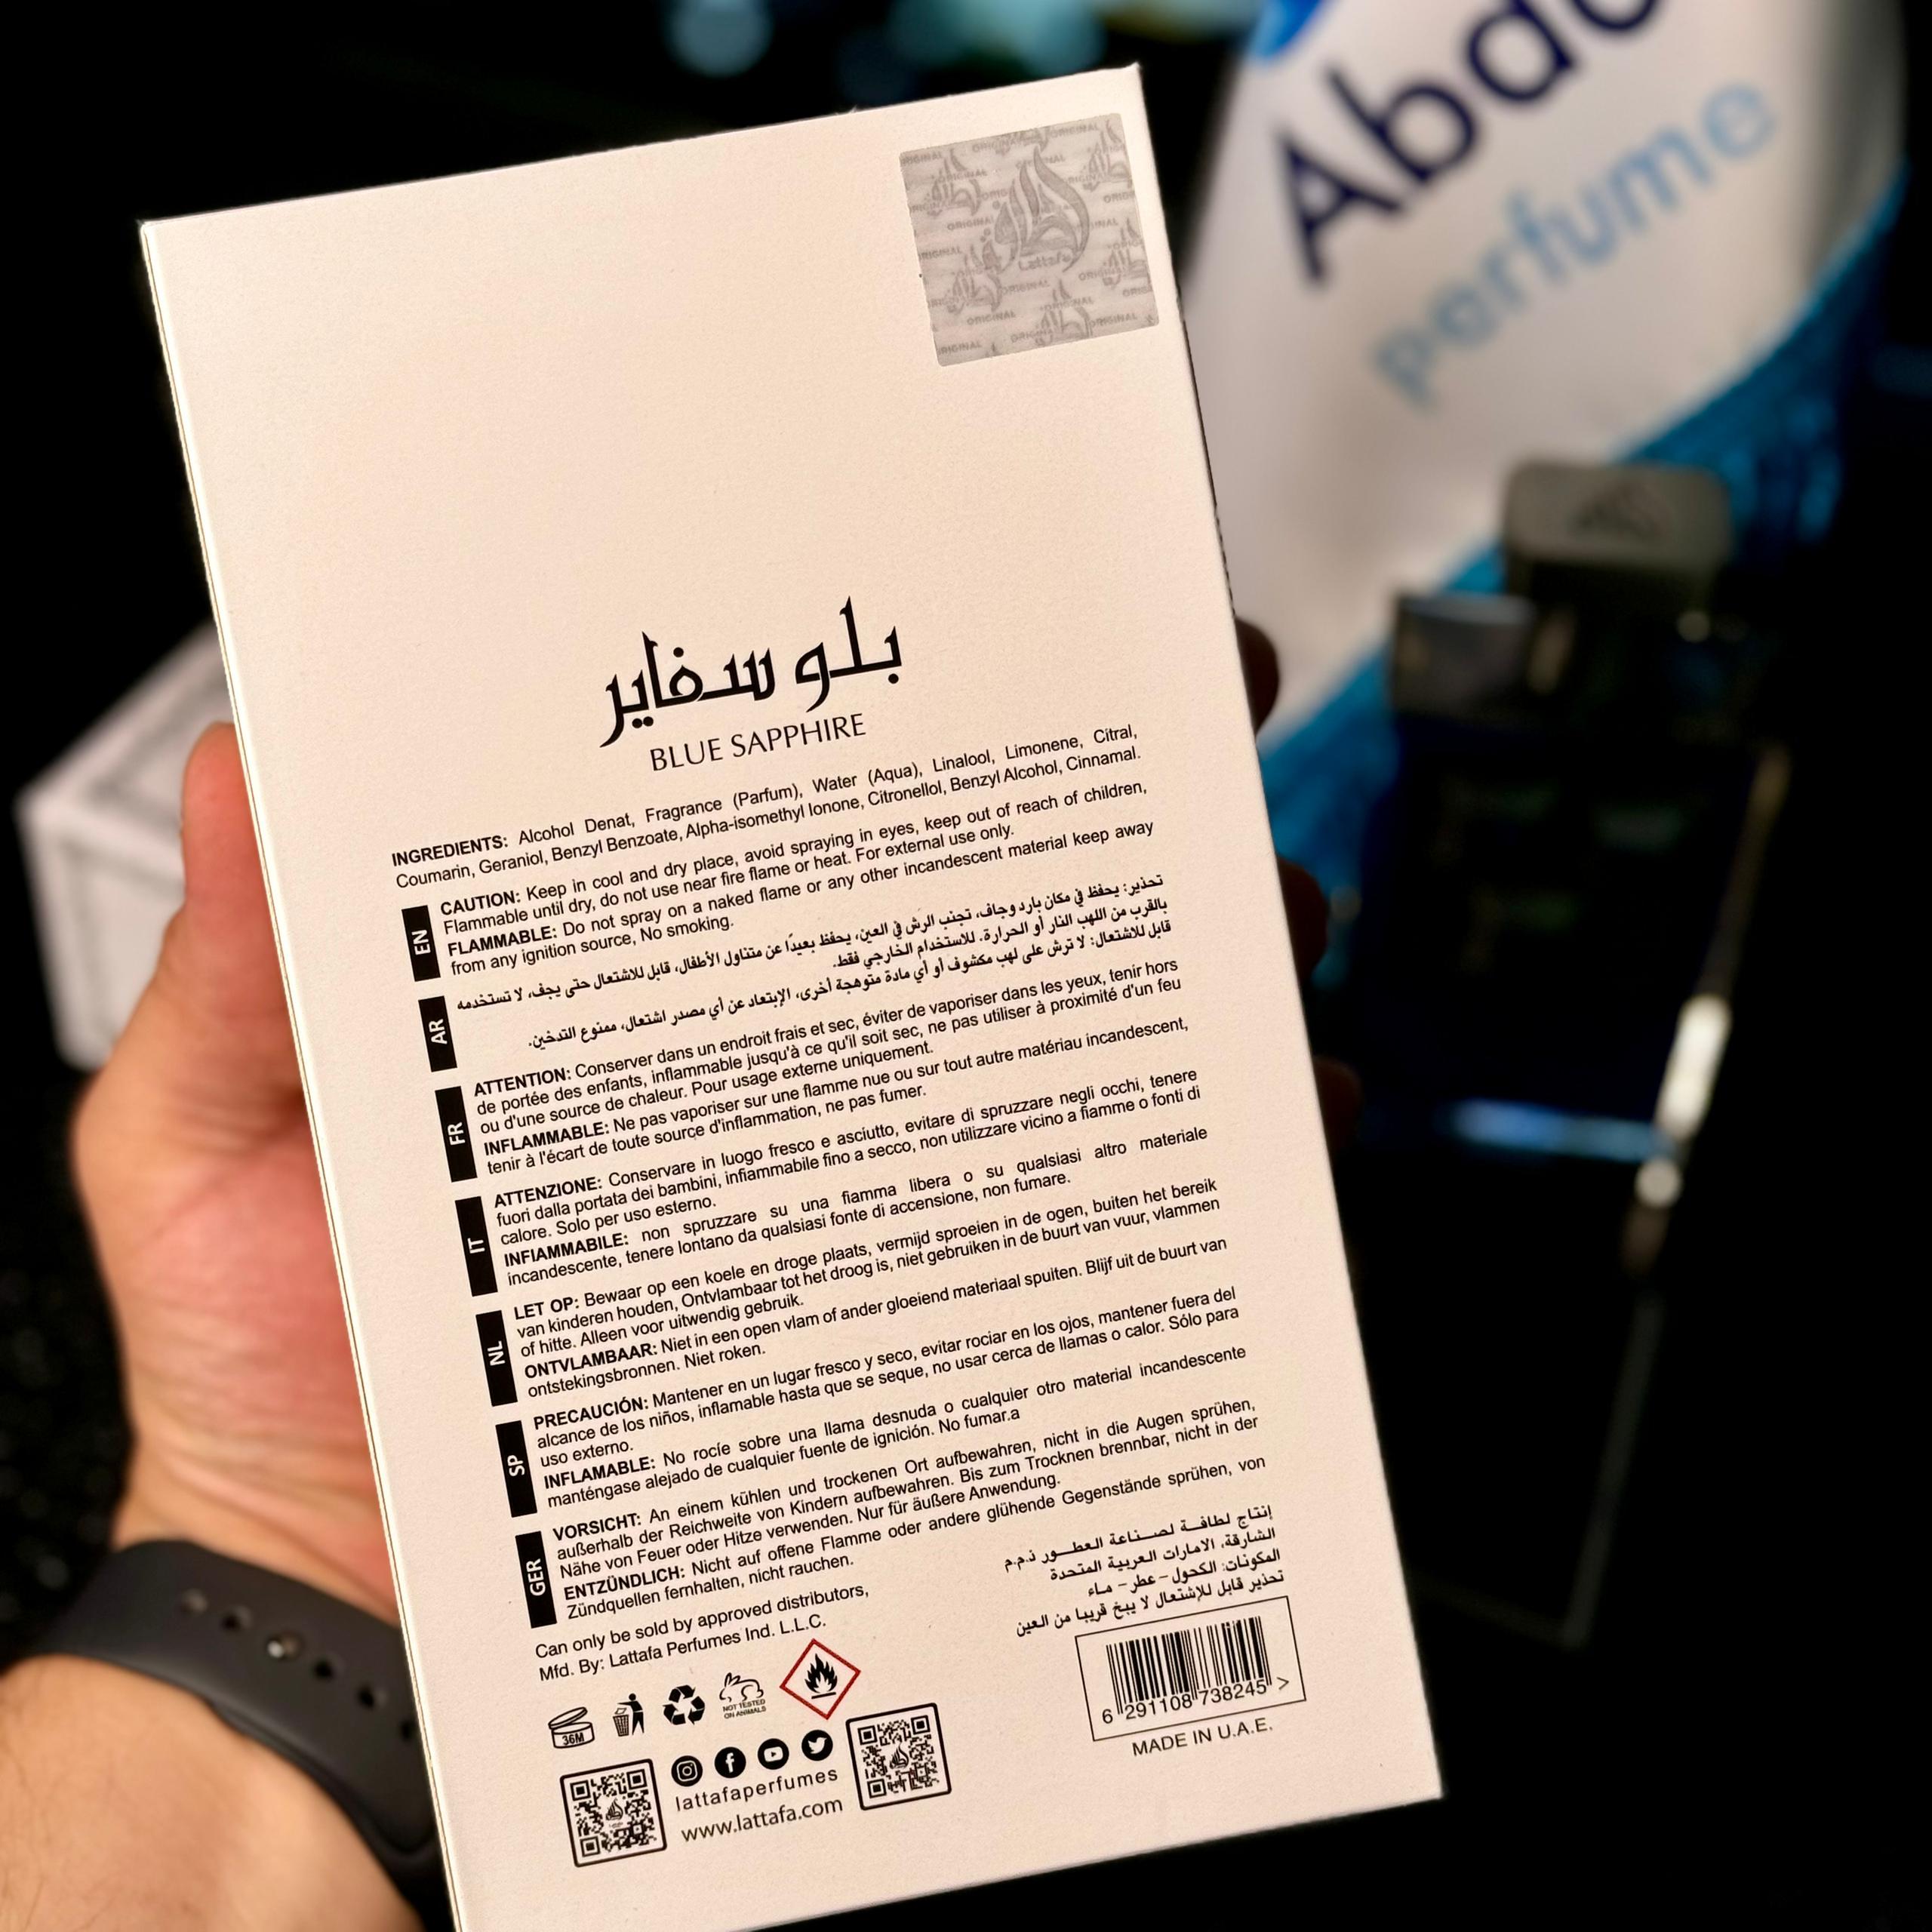 Abdo
perfume
لطافة
Lattafa
ORIGINAL
بلو سفاير
BLUE SAPPHIRE
INGREDIENTS: Alcohol Denat, Fragrance (Parfum), Water (Aqua), Linalool, Limonene, Citral,
Coumarin, Geraniol, Benzyl Benzoate, Alpha-isomethyl Ionone, Citronellol, Benzyl Alcohol, Cinnamal.
EN
CAUTION: Keep in cool and dry place, avoid spraying in eyes, keep out of reach of children,
Flammable until dry, do not use near fire flame or heat. For external use only.
FLAMMABLE: Do not spray on a naked flame or any other incandescent material keep away
from any ignition source, No smoking.
AR
تحذير: يحفظ في مكان بارد وجاف، تجنب الرش في العين، يحفظ بعيدًا عن متناول الأطفال، قابل للاشتعال حتى يجف، لا تستخدمه
بالقرب من اللهب النار أو الحرارة. للاستخدام الخارجي فقط.
قابل للاشتعال: لا ترش على لهب مكشوف أو أي مادة متوهجة أخرى، الإبتعاد عن أي مصدر اشتعال، ممنوع التدخين.
FR
ATTENTION: Conserver dans un endroit frais et sec, éviter de vaporiser dans les yeux, tenir hors
de portée des enfants, inflammable jusqu'à ce qu'il soit sec, ne pas utiliser à proximité d'un feu
ou d'une source de chaleur. Pour usage externe uniquement.
INFLAMMABLE: Ne pas vaporiser sur une flamme nue ou sur tout autre matériau incandescent,
tenir à l'écart de toute source d'inflammation, ne pas fumer.
IT
ATTENZIONE: Conservare in luogo fresco e asciutto, evitare di spruzzare negli occhi, tenere
fuori dalla portata dei bambini, infiammabile fino a secco, non utilizzare vicino a fiamme o fonti di
calore. Solo per uso esterno.
INFIAMMABILE: non spruzzare su una fiamma libera o su qualsiasi altro materiale
incandescente, tenere lontano da qualsiasi fonte di accensione, non fumare.
NL
LET OP: Bewaar op een koele en droge plaats, vermijd sproeien in de ogen, buiten het bereik
van kinderen houden, Ontvlambaar tot het droog is, niet gebruiken in de buurt van vuur, vlammen
of hitte. Alleen voor uitwendig gebruik.
ONTVLAMBAAR: Niet in een open vlam of ander gloeiend materiaal spuiten. Blijf uit de buurt van
ontstekingsbronnen. Niet roken.
SP
PRECAUCIÓN: Mantener en un lugar fresco y seco, evitar rociar en los ojos, mantener fuera del
alcance de los niños, inflamable hasta que se seque, no usar cerca de llamas o calor. Sólo para
uso externo.
INFLAMABLE: No rocíe sobre una llama desnuda o cualquier otro material incandescente
manténgase alejado de cualquier fuente de ignición. No fumar.a
GER
VORSICHT: An einem kühlen und trockenen Ort aufbewahren, nicht in die Augen sprühen,
außerhalb der Reichweite von Kindern aufbewahren. Bis zum Trocknen brennbar, nicht in der
Nähe von Feuer oder Hitze verwenden. Nur für äußere Anwendung.
ENTZÜNDLICH: Nicht auf offene Flamme oder andere glühende Gegenstände sprühen, von
Zündquellen fernhalten, nicht rauchen.
Can only be sold by approved distributors,
Mfd. By: Lattafa Perfumes Ind. L.L.C.
إنتاج لطافة لصناعة العطور ذ.م.م
الشارقة، الامارات العربية المتحدة
المكونات: الكحول - عطر - ماء
تحذير قابل للإشتعال لا يبخ قريبا من العين
36M
NOT TESTED
ON ANIMALS
6 291108 738245 >
MADE IN U.A.E.
lattafaperfumes
www.lattafa.com